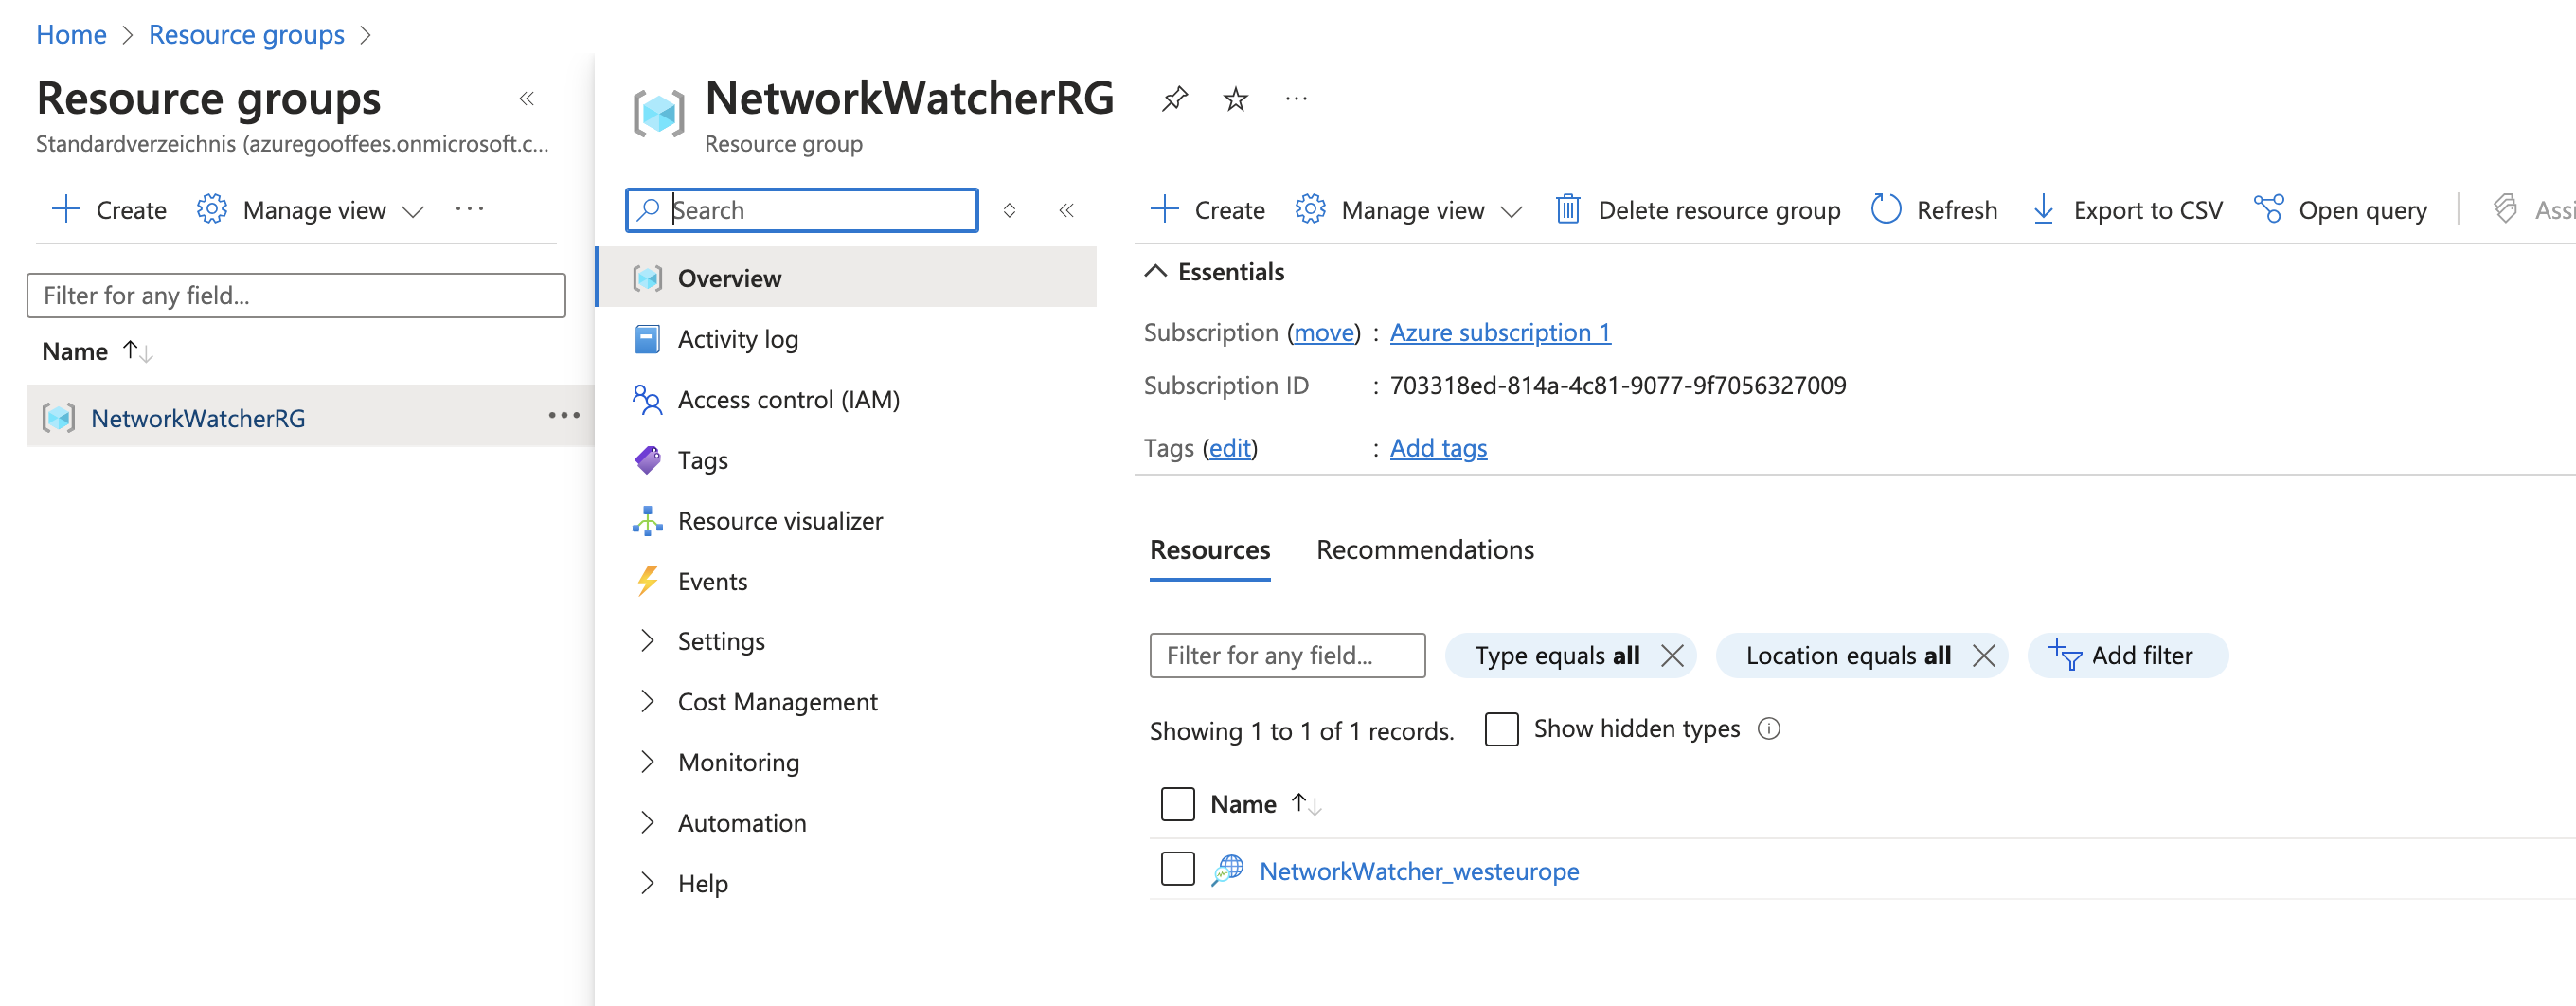 Home > Resource groups >
Resource groups
Standardverzeichnis (azuregooffees.onmicrosoft.c...
Create Manage view ...
Filter for any field...
Name
NetworkWatcherRG ...
NetworkWatcherRG ...
Resource group
Search
Overview
Activity log
Access control (IAM)
Tags
Resource visualizer
Events
Settings
Cost Management
Monitoring
Automation
Help
Create Manage view Delete resource group Refresh Export to CSV Open query Assi
Essentials
Subscription (move) : Azure subscription 1
Subscription ID : 703318ed-814a-4c81-9077-9f7056327009
Tags (edit) : Add tags
Resources Recommendations
Filter for any field... Type equals all Location equals all Add filter
Showing 1 to 1 of 1 records. Show hidden types
Name
NetworkWatcher_westeurope